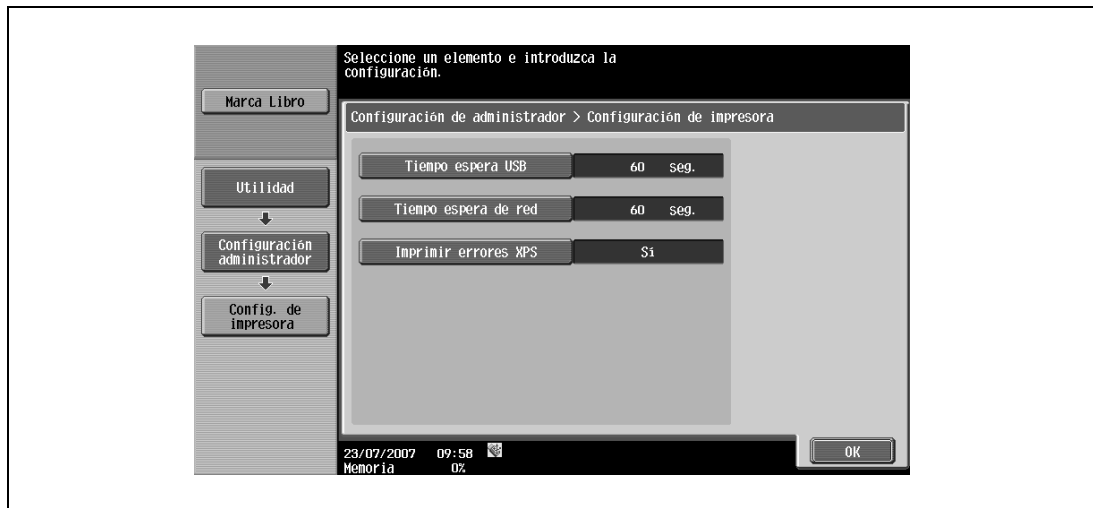 Seleccione un elemento e introduzca la
configuración.
Marca Libro
Configuración de administrador > Configuración de impresora
Tiempo espera USB 60 seg.
Utilidad
Tiempo espera de red 60 seg.
Configuración
administrador
Imprimir errores XPS Sí
Config. de
impresora
23/07/2007 09:58
Memoria 0%
OK